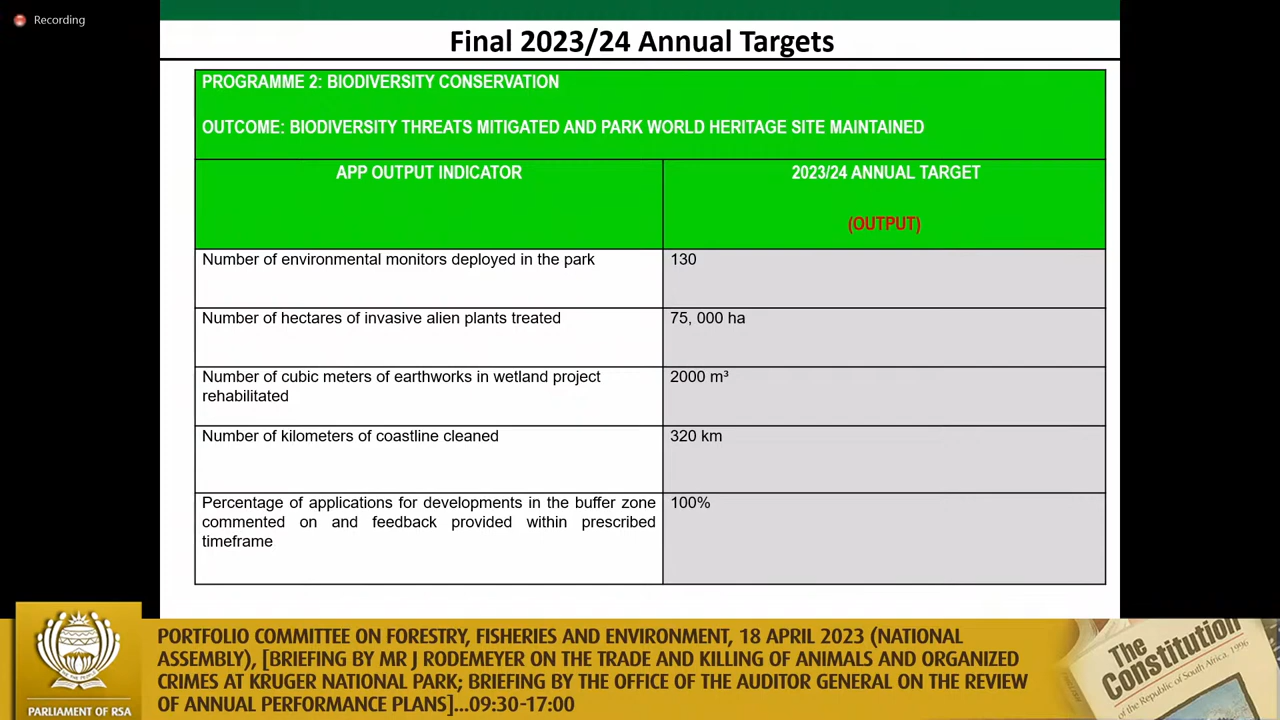 Recording
Final 2023/24 Annual Targets
PROGRAMME 2: BIODIVERSITY CONSERVATION
OUTCOME: BIODIVERSITY THREATS MITIGATED AND PARK WORLD HERITAGE SITE MAINTAINED
APP OUTPUT INDICATOR
2023/24 ANNUAL TARGET
(OUTPUT)
Number of environmental monitors deployed in the park
130
Number of hectares of invasive alien plants treated
75, 000 ha
Number of cubic meters of earthworks in wetland project
rehabilitated
2000 m³
Number of kilometers of coastline cleaned
320 km
Percentage of applications for developments in the buffer zone
commented on and feedback provided within prescribed
timeframe
100%
PARLIAMENT OF RSA
PORTFOLIO COMMITTEE ON FORESTRY, FISHERIES AND ENVIRONMENT, 18 APRIL 2023 (NATIONAL
ASSEMBLY), [BRIEFING BY MR J RODEMEYER ON THE TRADE AND KILLING OF ANIMALS AND ORGANIZED
CRIMES AT KRUGER NATIONAL PARK; BRIEFING BY THE OFFICE OF THE AUDITOR GENERAL ON THE REVIEW
OF ANNUAL PERFORMANCE PLANS]...09:30-17:00
The
Constitution
of the Republic of South Africa, 1996